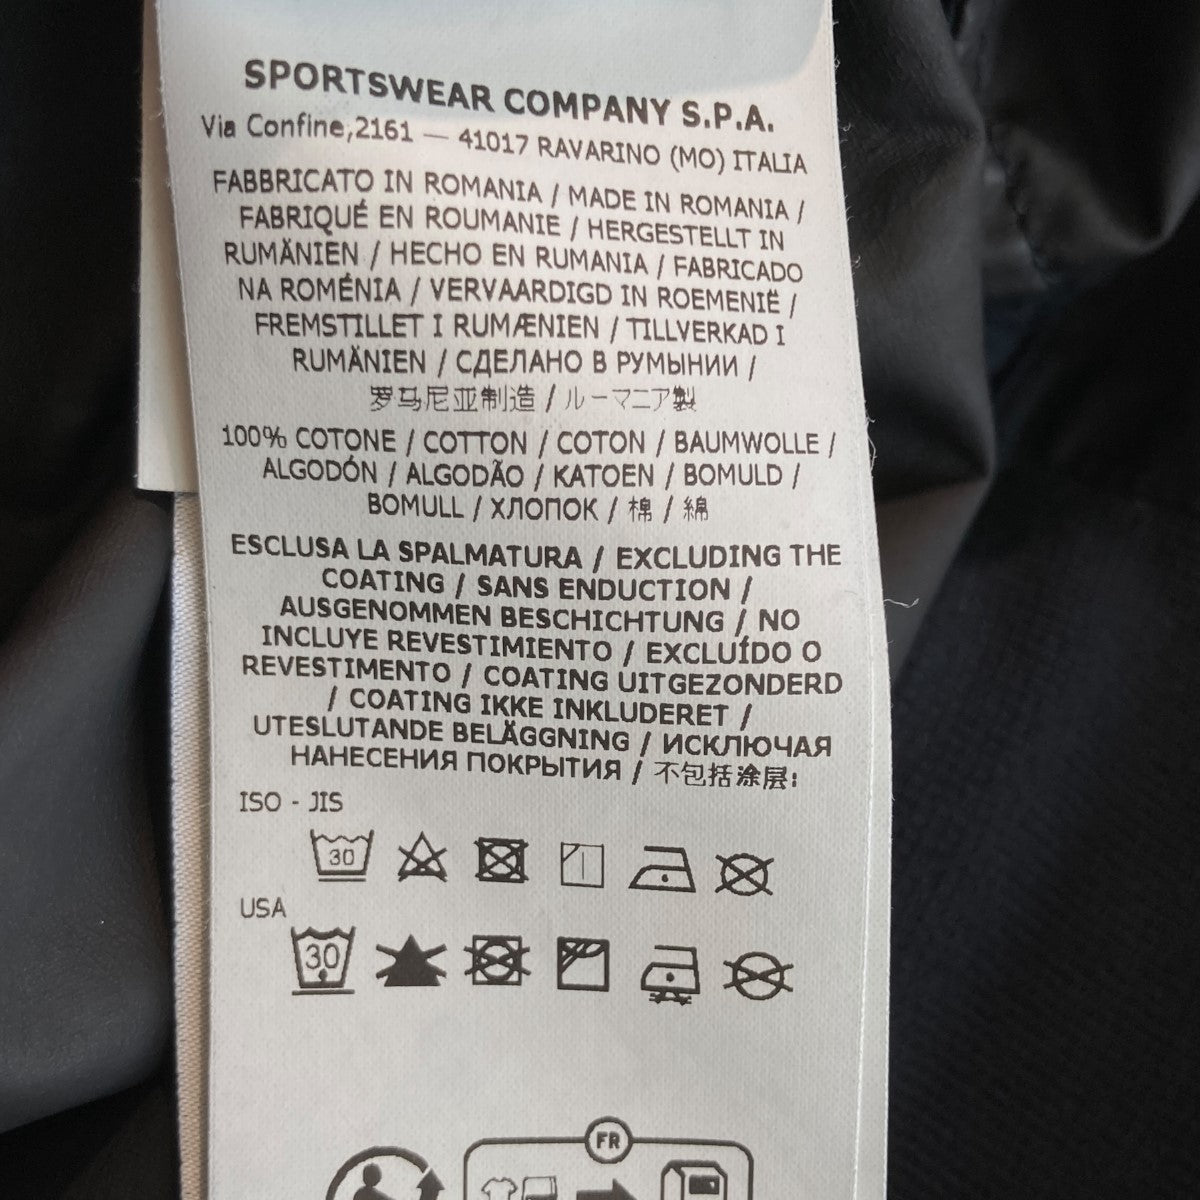 SPORTSWEAR COMPANY S.P.A.
Via Confine,2161 — 41017 RAVARINO (MO) ITALIA
FABBRICATO IN ROMANIA / MADE IN ROMANIA /
FABRIQUÉ EN ROUMANIE / HERGESTELLT IN
RUMÄNIEN / HECHO EN RUMANIA / FABRICADO
NA ROMÉNIA / VERVAARDIGD IN ROEMENIË /
FREMSTILLET I RUMÆNIEN / TILLVERKAD I
RUMÄNIEN / СДЕЛАНО В РУМЫНИИ /
罗马尼亚制造 / ルーマニア製
100% COTONE / COTTON / COTON / BAUMWOLLE /
ALGODÓN / ALGODÃO / KATOEN / BOMULD /
BOMULL / ХЛОПОК / 棉 / 綿
ESCLUSA LA SPALMATURA / EXCLUDING THE
COATING / SANS ENDUCTION /
AUSGENOMMEN BESCHICHTUNG / NO
INCLUYE REVESTIMIENTO / EXCLUÍDO O
REVESTIMENTO / COATING UITGEZONDERD
/ COATING IKKE INKLUDERET /
UTESLUTANDE BELÄGGNING / ИСКЛЮЧАЯ
НАНЕСЕНИЯ ПОКРЫТИЯ / 不包括涂层:
ISO - JIS
30
USA
30
FR